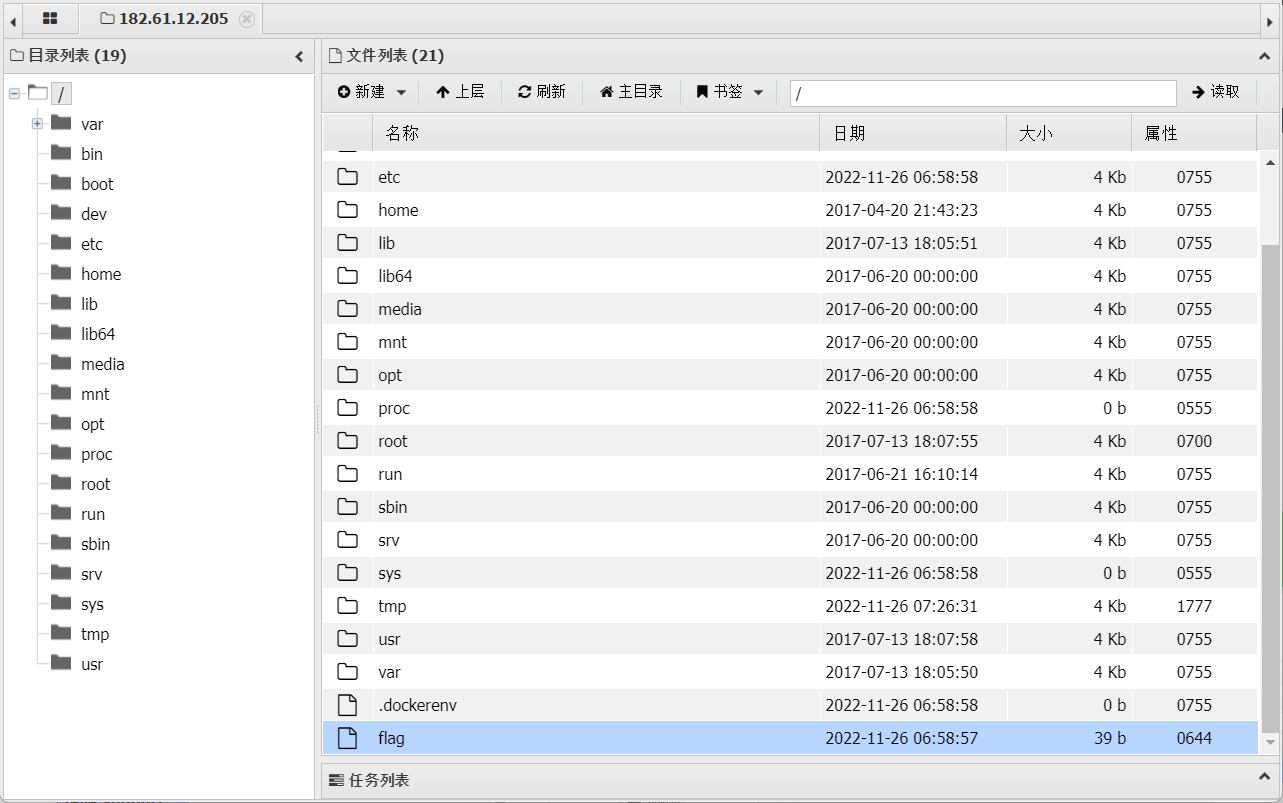 182.61.12.205
目录列表 (19)
/
var
bin
boot
dev
etc
home
lib
lib64
media
mnt
opt
proc
root
run
sbin
srv
sys
tmp
usr
文件列表 (21)
新建 上层 刷新 主目录 书签 / 读取
名称 日期 大小 属性
etc 2022-11-26 06:58:58 4 Kb 0755
home 2017-04-20 21:43:23 4 Kb 0755
lib 2017-07-13 18:05:51 4 Kb 0755
lib64 2017-06-20 00:00:00 4 Kb 0755
media 2017-06-20 00:00:00 4 Kb 0755
mnt 2017-06-20 00:00:00 4 Kb 0755
opt 2017-06-20 00:00:00 4 Kb 0755
proc 2022-11-26 06:58:58 0 b 0555
root 2017-07-13 18:07:55 4 Kb 0700
run 2017-06-21 16:10:14 4 Kb 0755
sbin 2017-06-20 00:00:00 4 Kb 0755
srv 2017-06-20 00:00:00 4 Kb 0755
sys 2022-11-26 06:58:58 0 b 0555
tmp 2022-11-26 07:26:31 4 Kb 1777
usr 2017-07-13 18:07:58 4 Kb 0755
var 2017-07-13 18:05:50 4 Kb 0755
.dockerenv 2022-11-26 06:58:58 0 b 0755
flag 2022-11-26 06:58:57 39 b 0644
任务列表